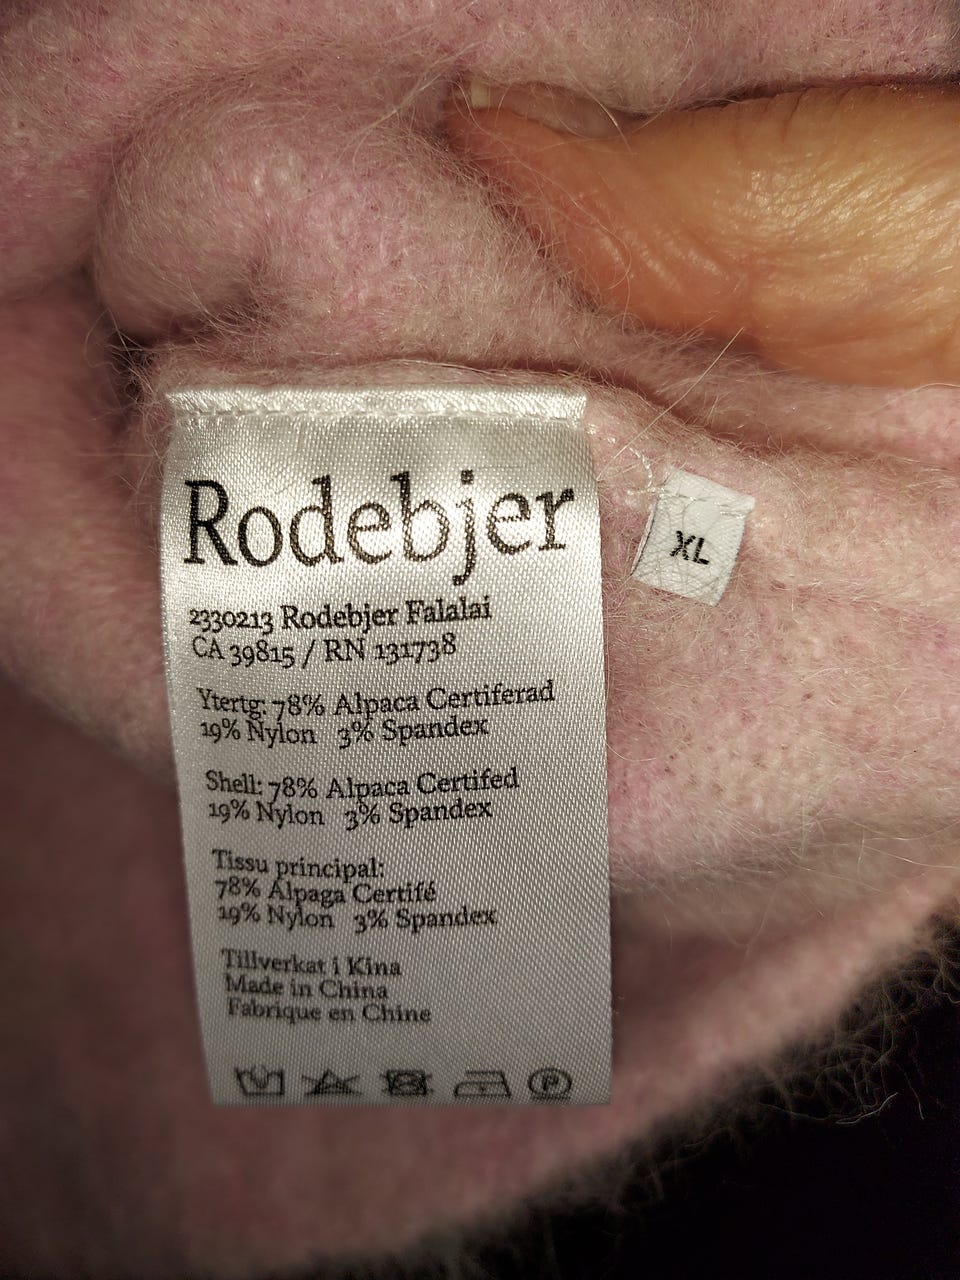 Rodebjer
XL
2330213 Rodebjer Falalai
CA 39815 / RN 131738
Ytertg: 78% Alpaca Certiferad
19% Nylon 3% Spandex
Shell: 78% Alpaca Certifed
19% Nylon 3% Spandex
Tissu principal:
78% Alpaga Certifé
19% Nylon 3% Spandex
Tillverkat i Kina
Made in China
Fabrique en Chine
P